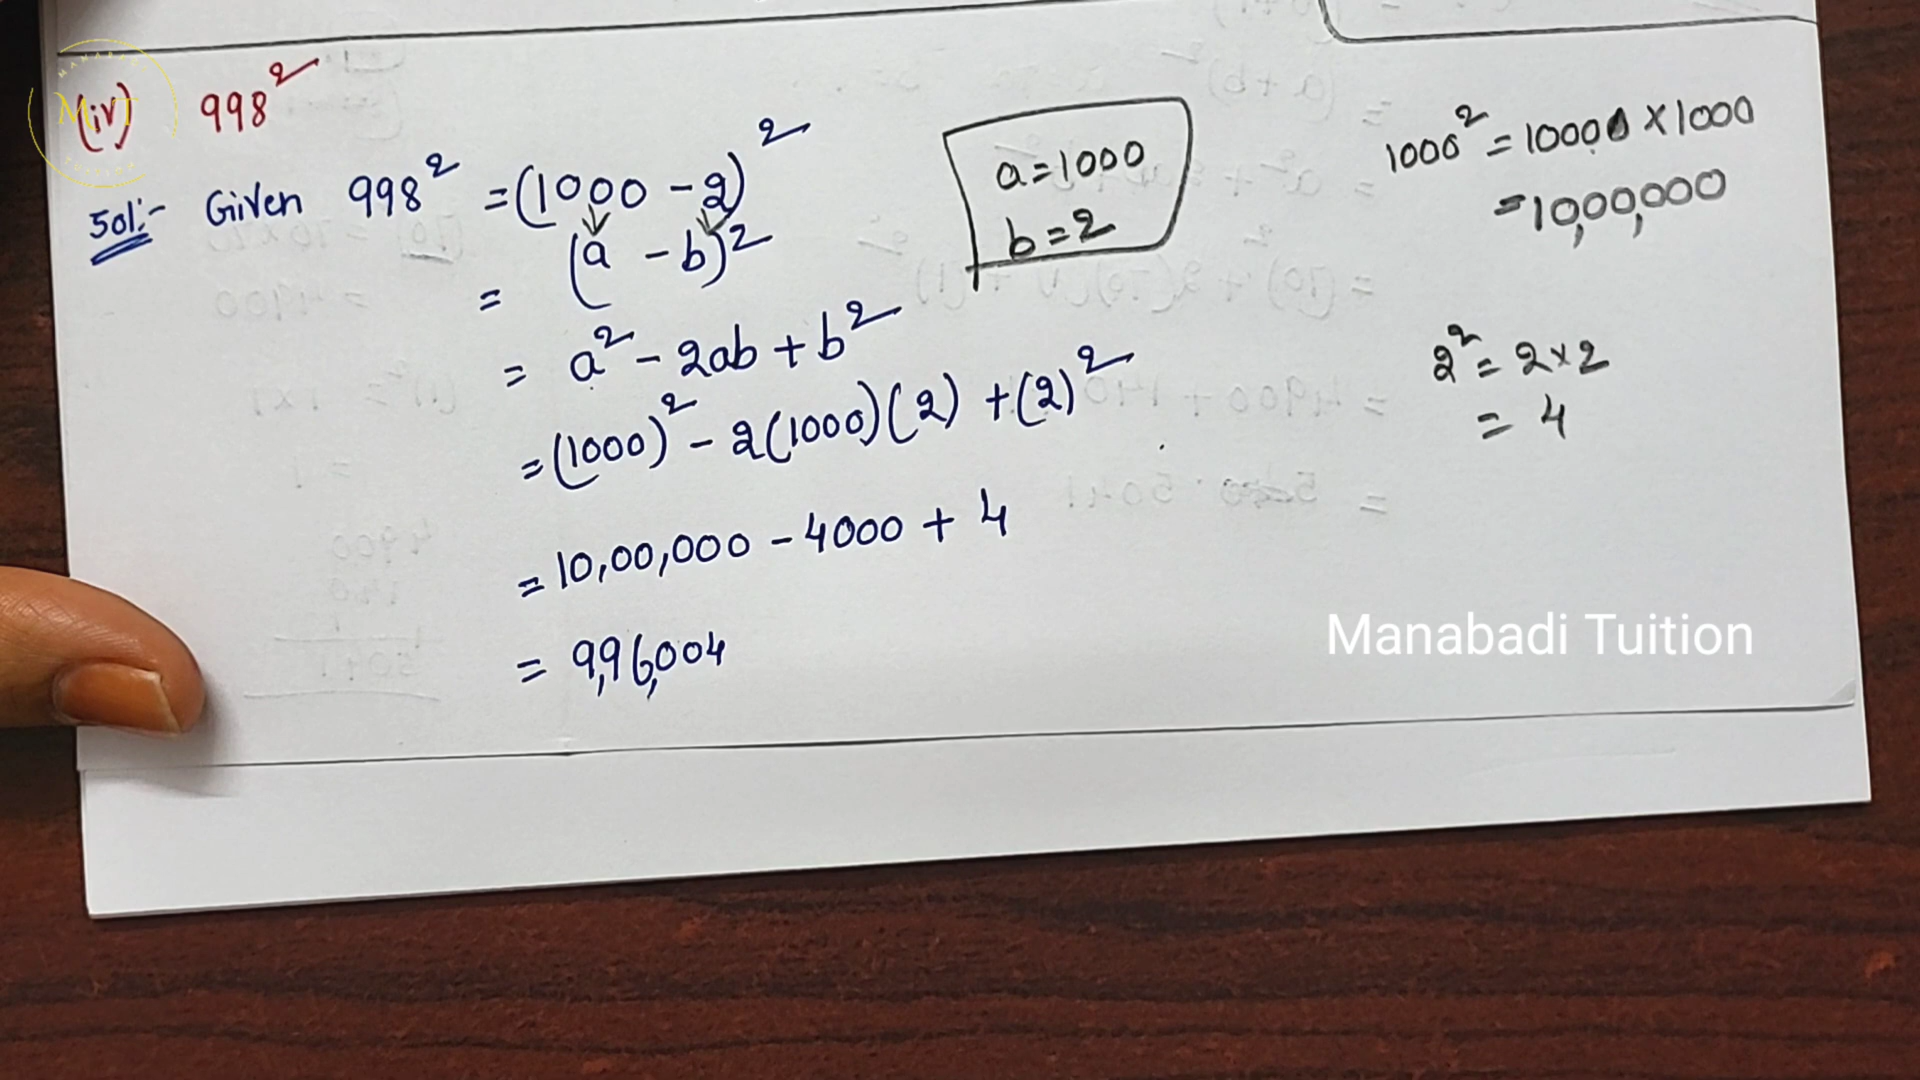 (iv) 998²
Sol:- Given 998² = (1000 - 2)²
= (a - b)²
= a² - 2ab + b²
= (1000)² - 2(1000)(2) + (2)²
= 10,00,000 - 4000 + 4
= 9,96,004
a = 1000
b = 2
1000² = 1000 × 1000
= 10,00,000
2² = 2 × 2
= 4
Manabadi Tuition